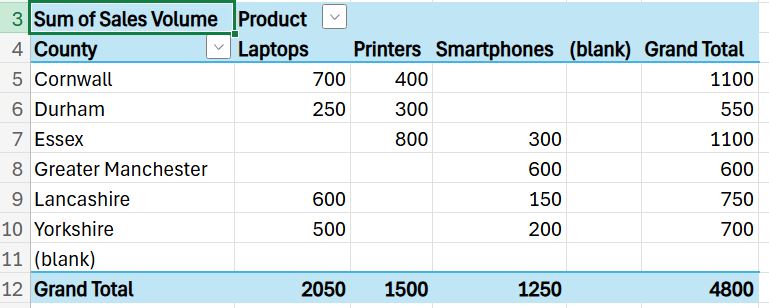 3 Sum of Sales Volume Product
4 County Laptops Printers Smartphones (blank) Grand Total
5 Cornwall 700 400 1100
6 Durham 250 300 550
7 Essex 800 300 1100
8 Greater Manchester 600 600
9 Lancashire 600 150 750
10 Yorkshire 500 200 700
11 (blank)
12 Grand Total 2050 1500 1250 4800